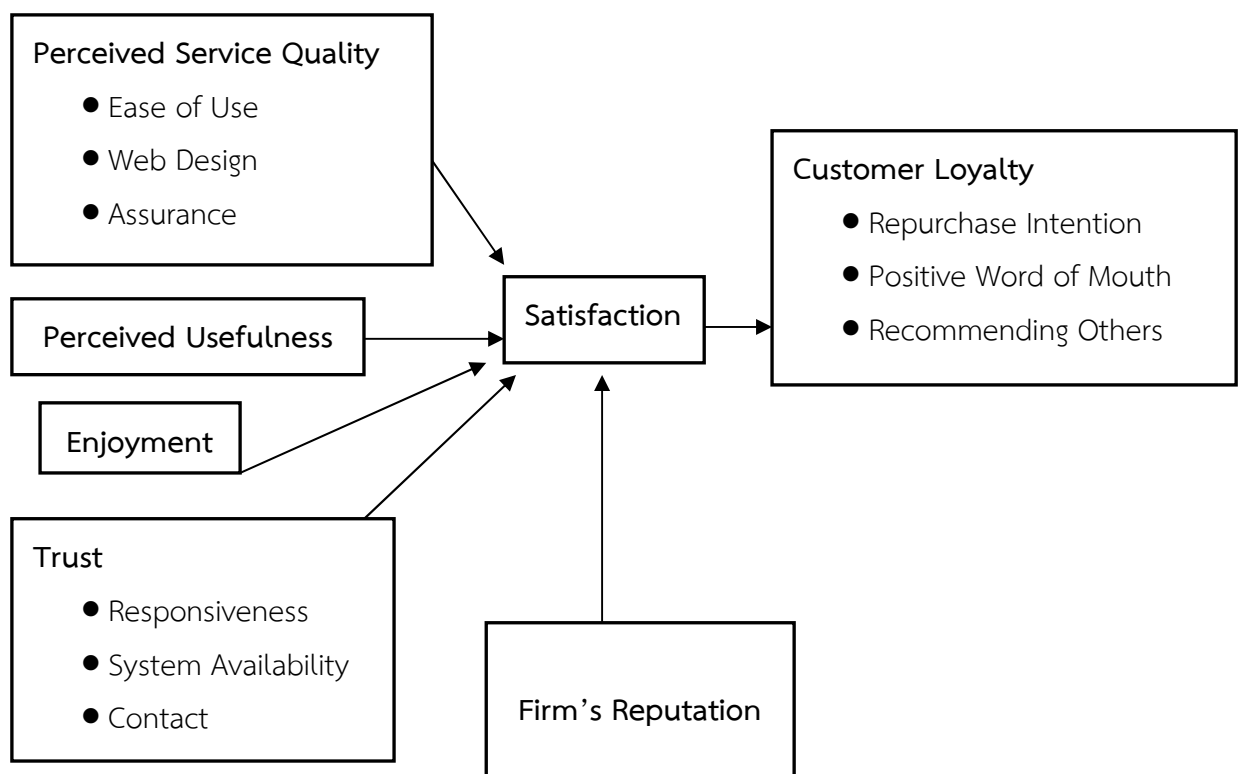 Perceived Service Quality
● Ease of Use
● Web Design
● Assurance
Perceived Usefulness
Enjoyment
Trust
● Responsiveness
● System Availability
● Contact
Satisfaction
Firm’s Reputation
Customer Loyalty
● Repurchase Intention
● Positive Word of Mouth
● Recommending Others